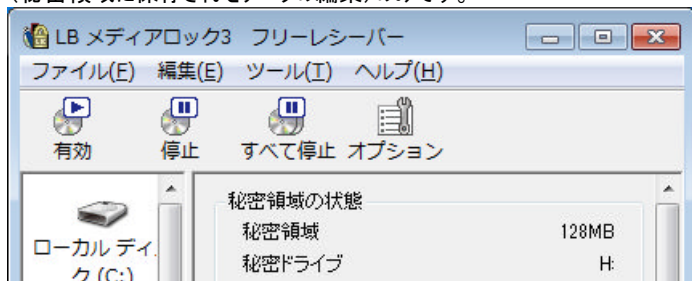 LB メディアロック3 フリーレシーバー
ファイル(F) 編集(E) ツール(T) ヘルプ(H)
有効 停止 すべて停止 オプション
秘密領域の状態
秘密領域 128MB
秘密ドライブ H:
ローカル ディ
ク (C:)